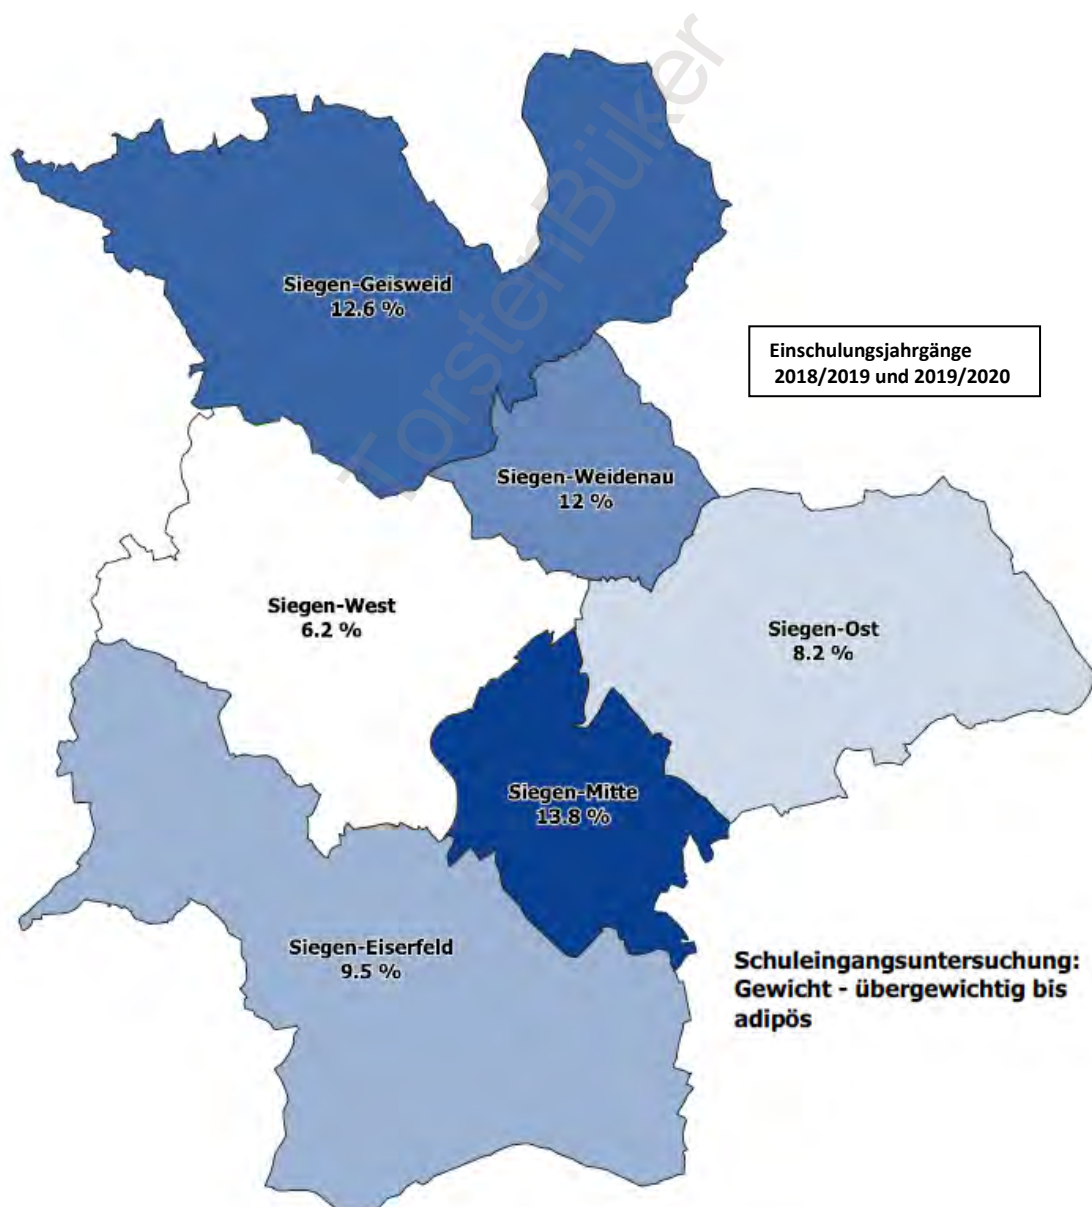 TorstenBüker
Siegen-Geisweid
12.6 %
Einschulungsjahrgänge
2018/2019 und 2019/2020
Siegen-Weidenau
12 %
Siegen-West
6.2 %
Siegen-Ost
8.2 %
Siegen-Mitte
13.8 %
Siegen-Eiserfeld
9.5 %
Schuleingangsuntersuchung:
Gewicht - übergewichtig bis
adipös